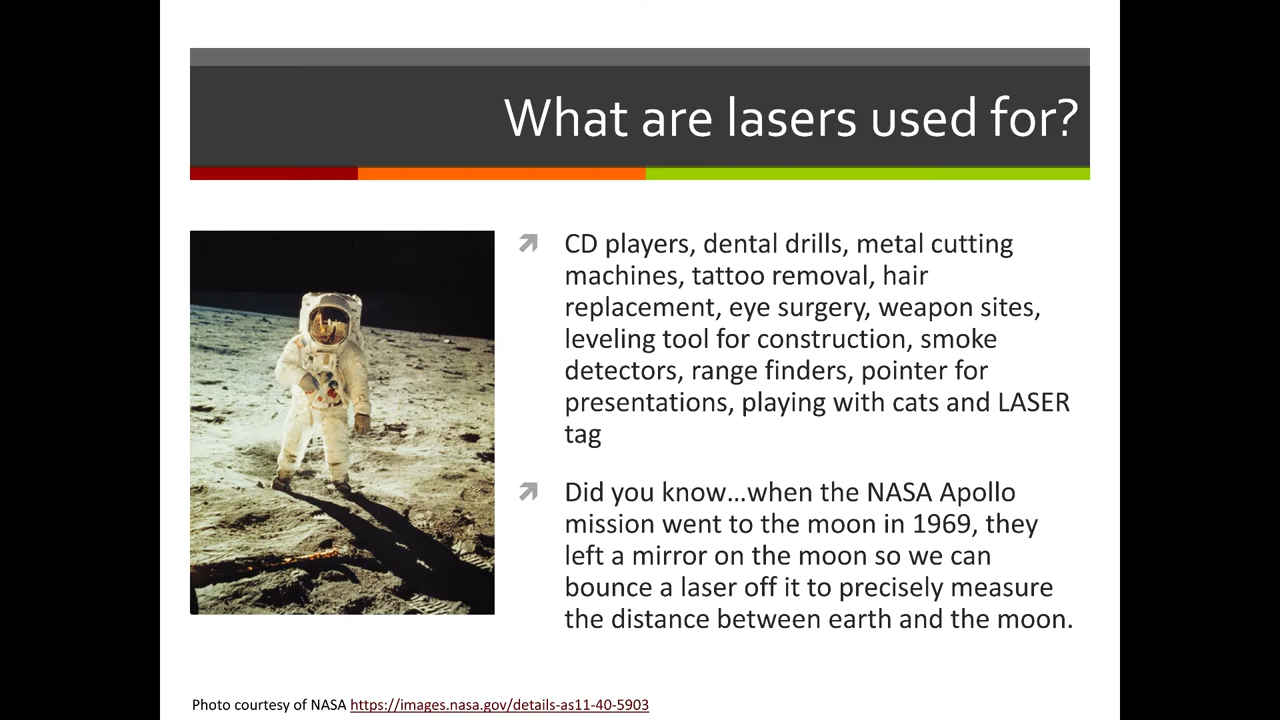 What are lasers used for?
CD players, dental drills, metal cutting
machines, tattoo removal, hair
replacement, eye surgery, weapon sites,
leveling tool for construction, smoke
detectors, range finders, pointer for
presentations, playing with cats and LASER
tag
Did you know...when the NASA Apollo
mission went to the moon in 1969, they
left a mirror on the moon so we can
bounce a laser off it to precisely measure
the distance between earth and the moon.
Photo courtesy of NASA https://images.nasa.gov/details-as11-40-5903